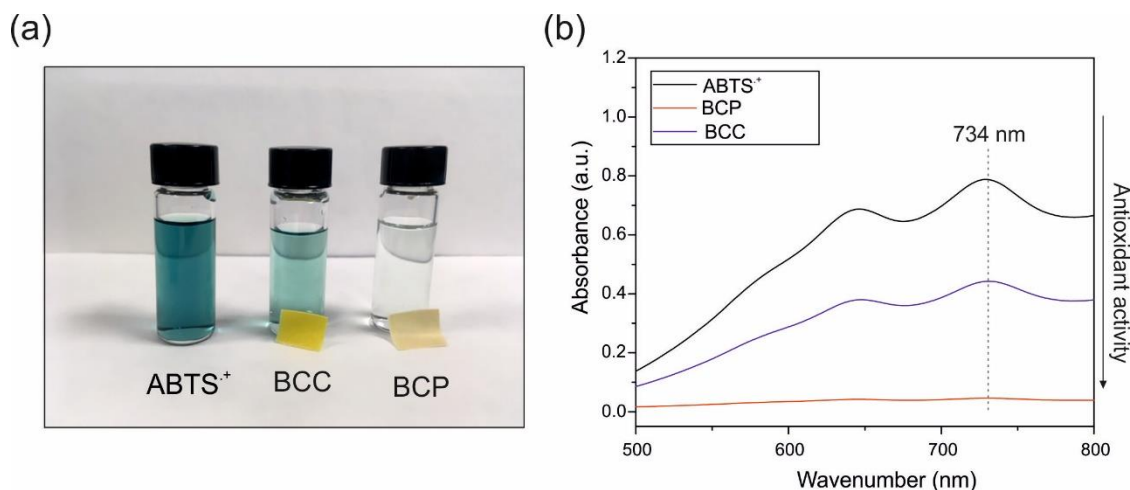 (a)
ABTS·+
BCC
BCP
(b)
Absorbance (a.u.)
1.2
1.0
0.8
0.6
0.4
0.2
0.0
ABTS·+
BCP
BCC
734 nm
Antioxidant activity
500
600
700
800
Wavenumber (nm)